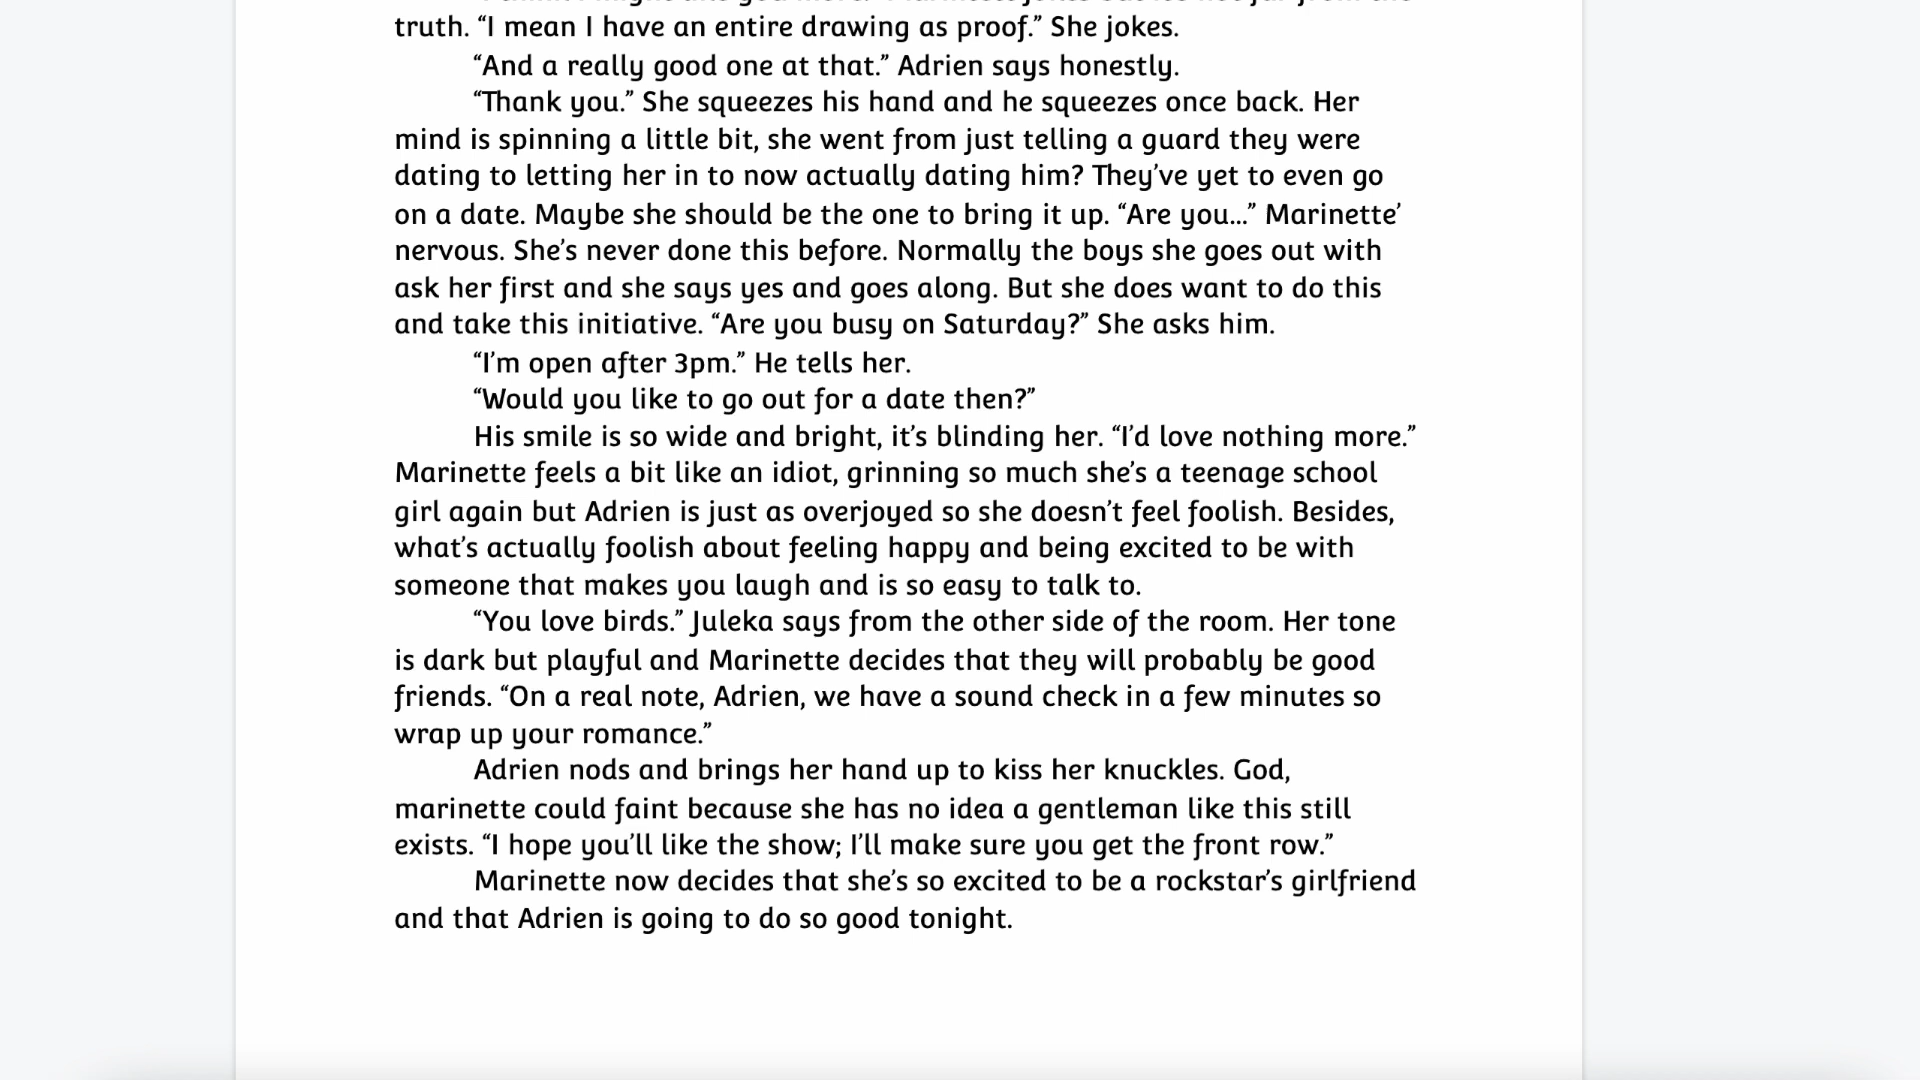 truth. “I mean I have an entire drawing as proof.” She jokes.
“And a really good one at that.” Adrien says honestly.
“Thank you.” She squeezes his hand and he squeezes once back. Her
mind is spinning a little bit, she went from just telling a guard they were
dating to letting her in to now actually dating him? They’ve yet to even go
on a date. Maybe she should be the one to bring it up. “Are you…” Marinette’
nervous. She’s never done this before. Normally the boys she goes out with
ask her first and she says yes and goes along. But she does want to do this
and take this initiative. “Are you busy on Saturday?” She asks him.
“I’m open after 3pm.” He tells her.
“Would you like to go out for a date then?”
His smile is so wide and bright, it’s blinding her. “I’d love nothing more.”
Marinette feels a bit like an idiot, grinning so much she’s a teenage school
girl again but Adrien is just as overjoyed so she doesn’t feel foolish. Besides,
what’s actually foolish about feeling happy and being excited to be with
someone that makes you laugh and is so easy to talk to.
“You love birds.” Juleka says from the other side of the room. Her tone
is dark but playful and Marinette decides that they will probably be good
friends. “On a real note, Adrien, we have a sound check in a few minutes so
wrap up your romance.”
Adrien nods and brings her hand up to kiss her knuckles. God,
marinette could faint because she has no idea a gentleman like this still
exists. “I hope you’ll like the show; I’ll make sure you get the front row.”
Marinette now decides that she’s so excited to be a rockstar’s girlfriend
and that Adrien is going to do so good tonight.